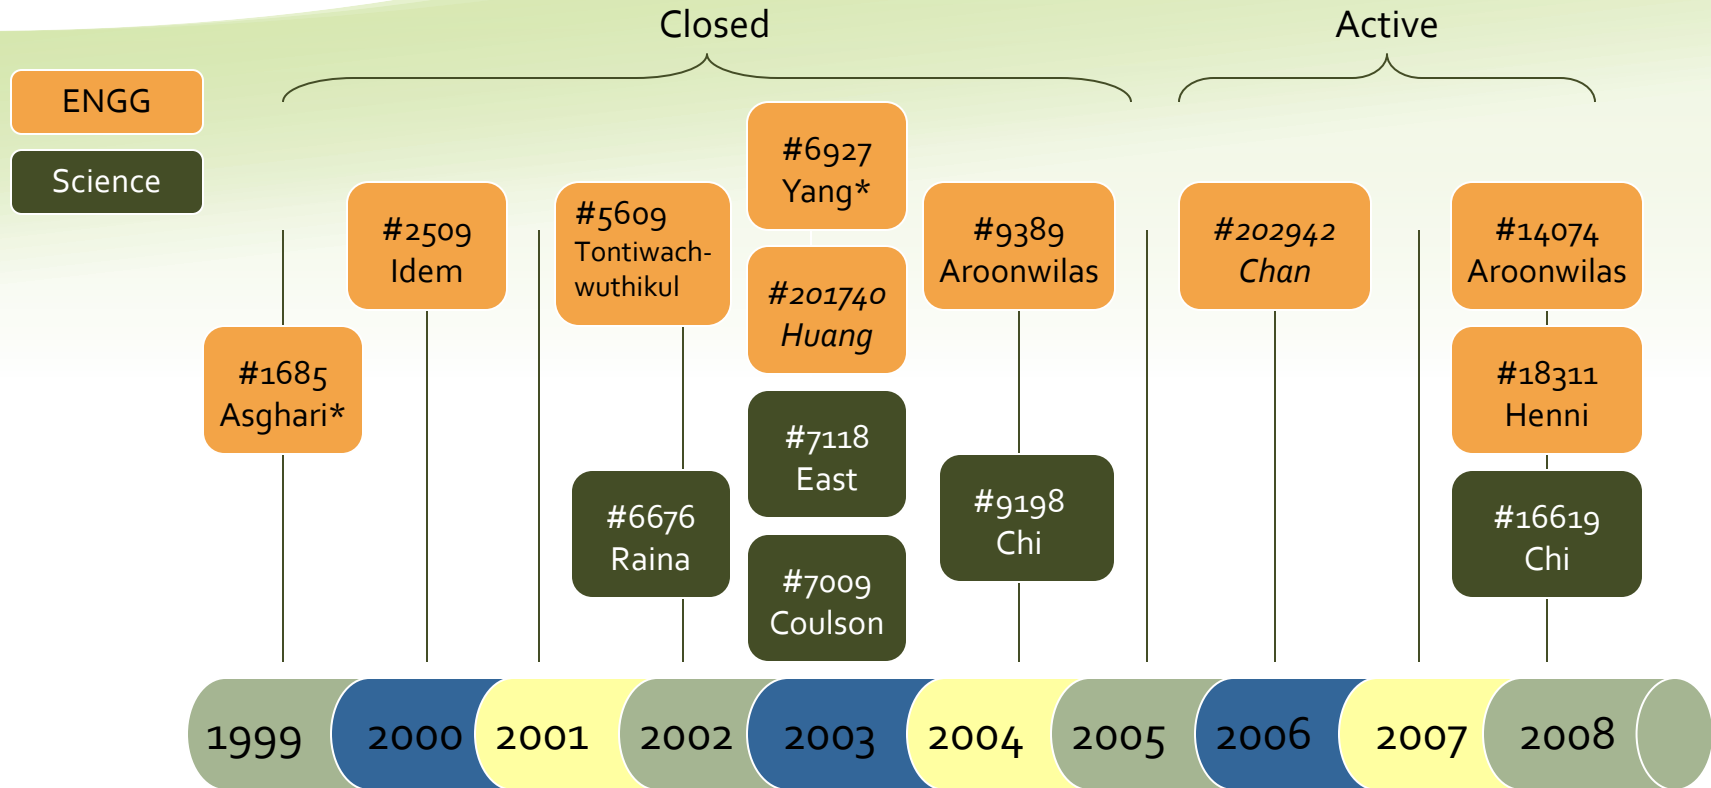 Closed
Active
ENGG
Science
#1685
Asghari*
#2509
Idem
#5609
Tontiwach-
wuthikul
#6676
Raina
#6927
Yang*
#201740
Huang
#7118
East
#7009
Coulson
#9389
Aroonwilas
#9198
Chi
#202942
Chan
#14074
Aroonwilas
#18311
Henni
#16619
Chi
1999
2000
2001
2002
2003
2004
2005
2006
2007
2008